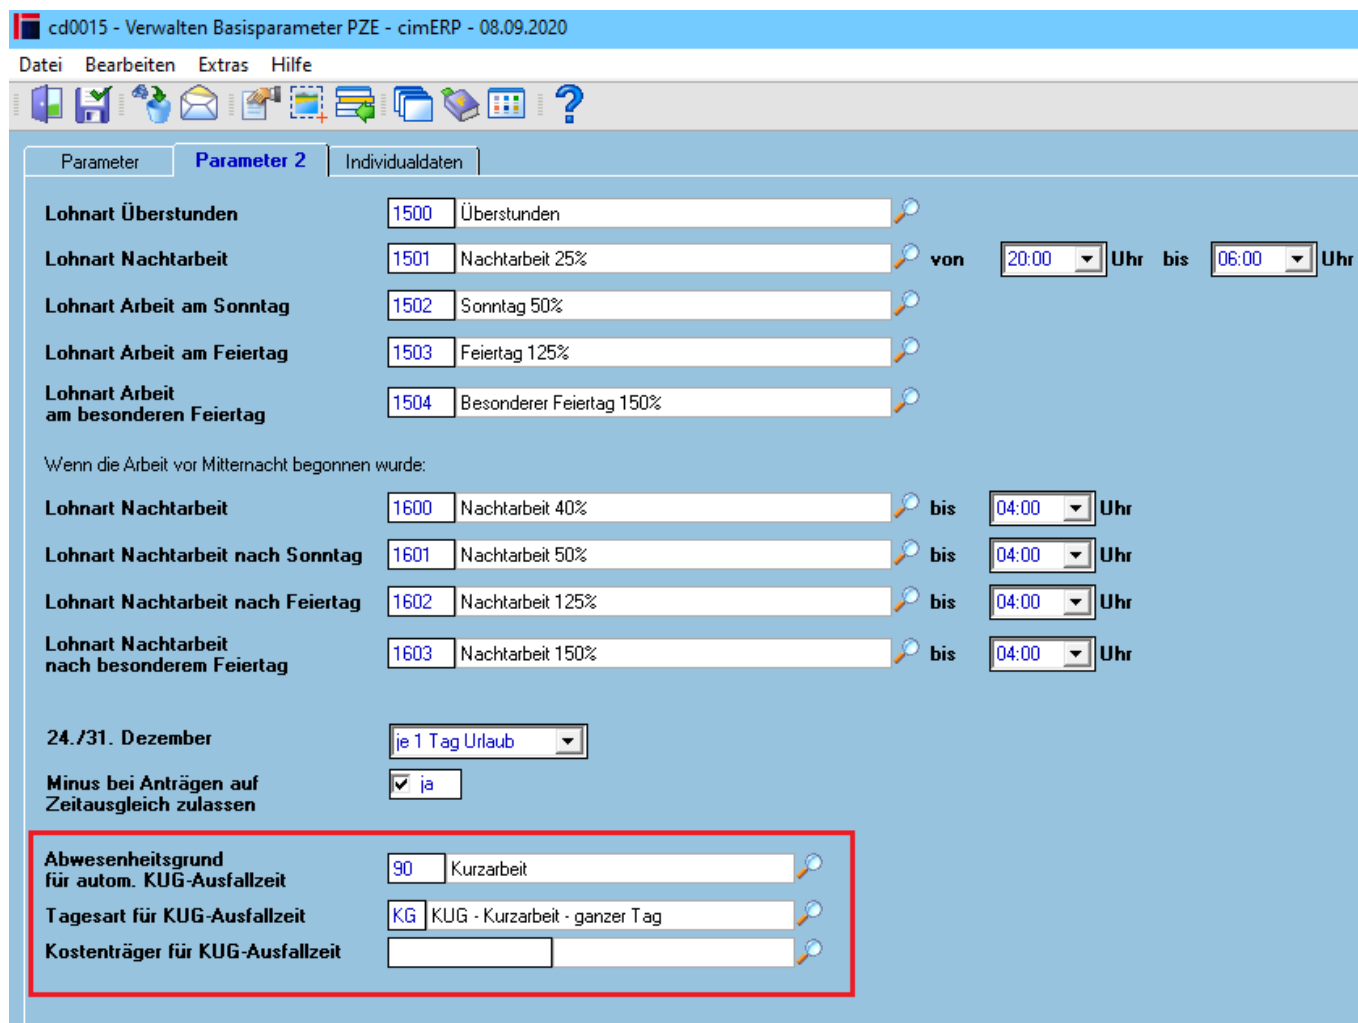 cd0015 - Verwalten Basisparameter PZE - cimERP - 08.09.2020
Datei Bearbeiten Extras Hilfe
Parameter Parameter 2 Individualdaten
Lohnart Überstunden 1500 Überstunden
Lohnart Nachtarbeit 1501 Nachtarbeit 25% von 20:00 Uhr bis 06:00 Uhr
Lohnart Arbeit am Sonntag 1502 Sonntag 50%
Lohnart Arbeit am Feiertag 1503 Feiertag 125%
Lohnart Arbeit
am besonderen Feiertag 1504 Besonderer Feiertag 150%
Wenn die Arbeit vor Mitternacht begonnen wurde:
Lohnart Nachtarbeit 1600 Nachtarbeit 40% bis 04:00 Uhr
Lohnart Nachtarbeit nach Sonntag 1601 Nachtarbeit 50% bis 04:00 Uhr
Lohnart Nachtarbeit nach Feiertag 1602 Nachtarbeit 125% bis 04:00 Uhr
Lohnart Nachtarbeit
nach besonderem Feiertag 1603 Nachtarbeit 150% bis 04:00 Uhr
24./31. Dezember je 1 Tag Urlaub
Minus bei Anträgen auf
Zeitausgleich zulassen ja
Abwesenheitsgrund
für autom. KUG-Ausfallzeit 90 Kurzarbeit
Tagesart für KUG-Ausfallzeit KG KUG - Kurzarbeit - ganzer Tag
Kostenträger für KUG-Ausfallzeit